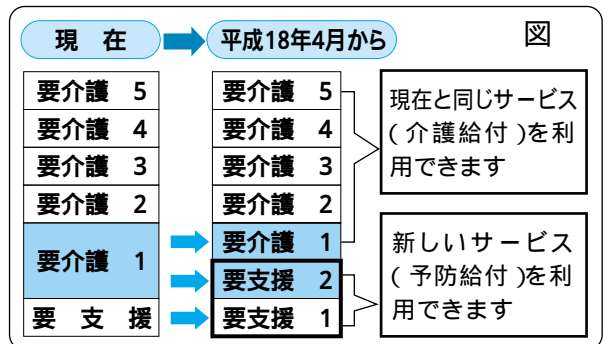 図
現在 平成18年4月から
要介護 5
要介護 4
要介護 3
要介護 2
要介護 1
要支援
要介護 5
要介護 4
要介護 3
要介護 2
要介護 1
要支援 2
要支援 1
現在と同じサービス
(介護給付)を利
用できます
新しいサービス
(予防給付)を利
用できます